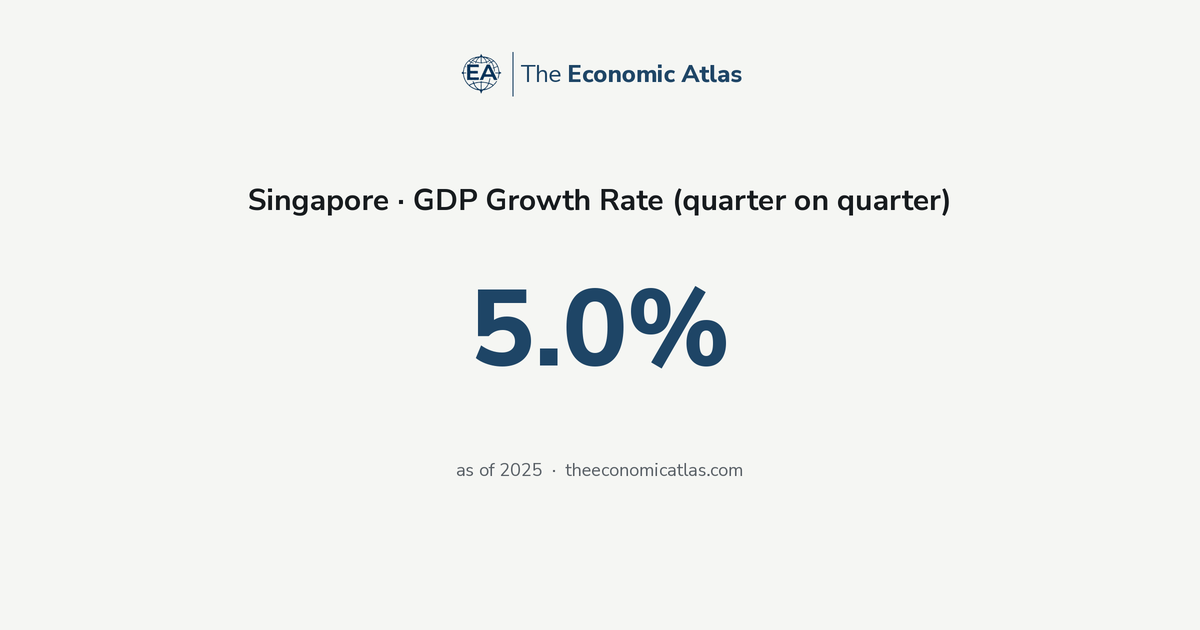 EA The Economic Atlas
Singapore · GDP Growth Rate (quarter on quarter)
5.0%
as of 2025 · theeconomicatlas.com